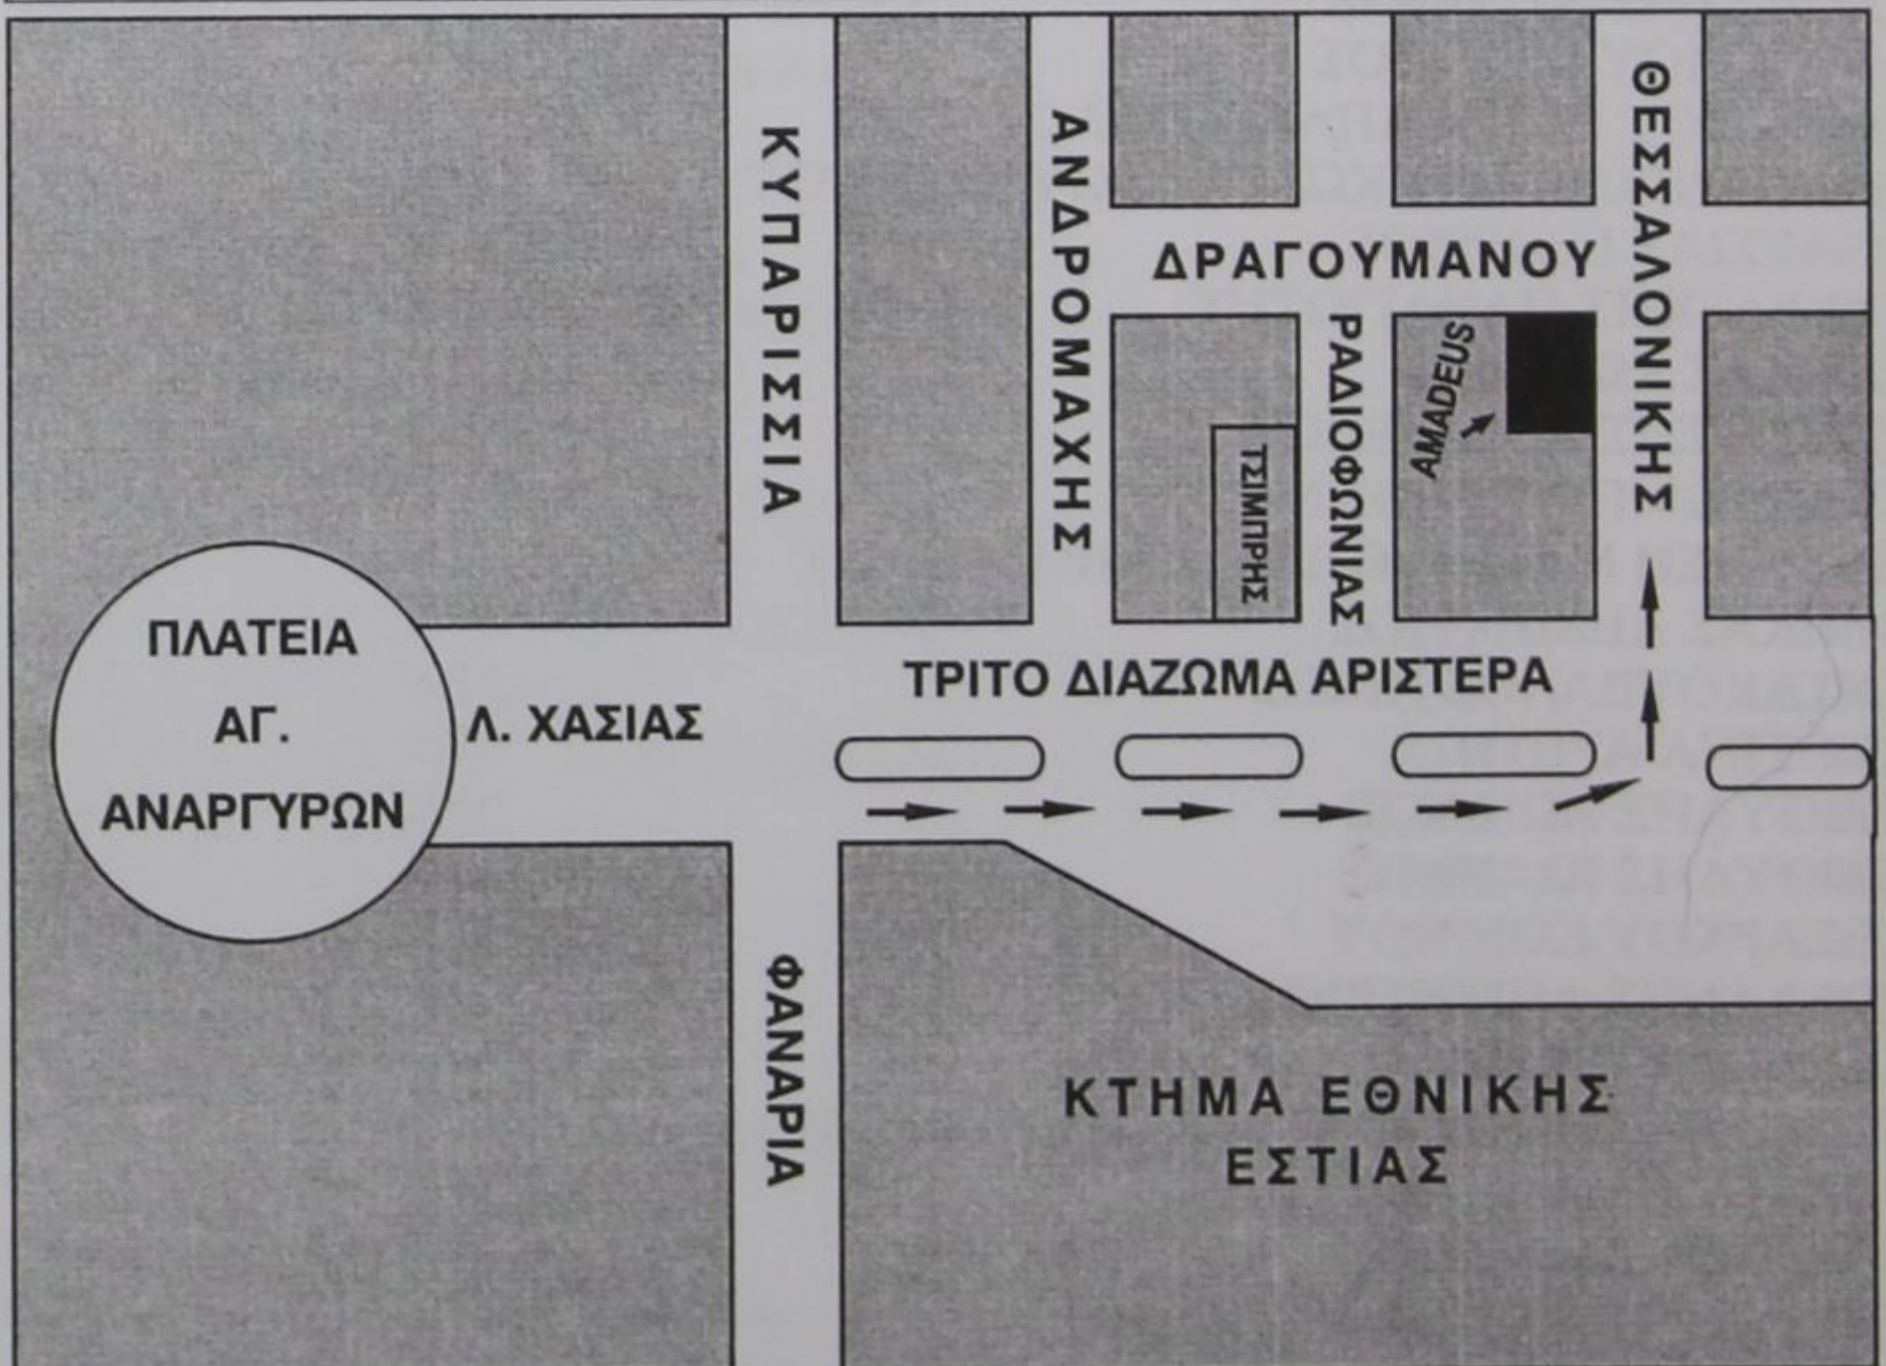 ΚΥΠΑΡΙΣΣΙΑ
ΑΝΔΡΟΜΑΧΗΣ
ΘΕΣΣΑΛΟΝΙΚΗΣ
ΔΡΑΓΟΥΜΑΝΟΥ
ΡΑΔΙΟΦΩΝΙΑΣ
AMADEUS
ΤΣΙΜΠΡΗΣ
ΠΛΑΤΕΙΑ
ΑΓ.
ΑΝΑΡΓΥΡΩΝ
Λ. ΧΑΣΙΑΣ
ΤΡΙΤΟ ΔΙΑΖΩΜΑ ΑΡΙΣΤΕΡΑ
ΦΑΝΑΡΙΑ
ΚΤΗΜΑ ΕΘΝΙΚΗΣ
ΕΣΤΙΑΣ